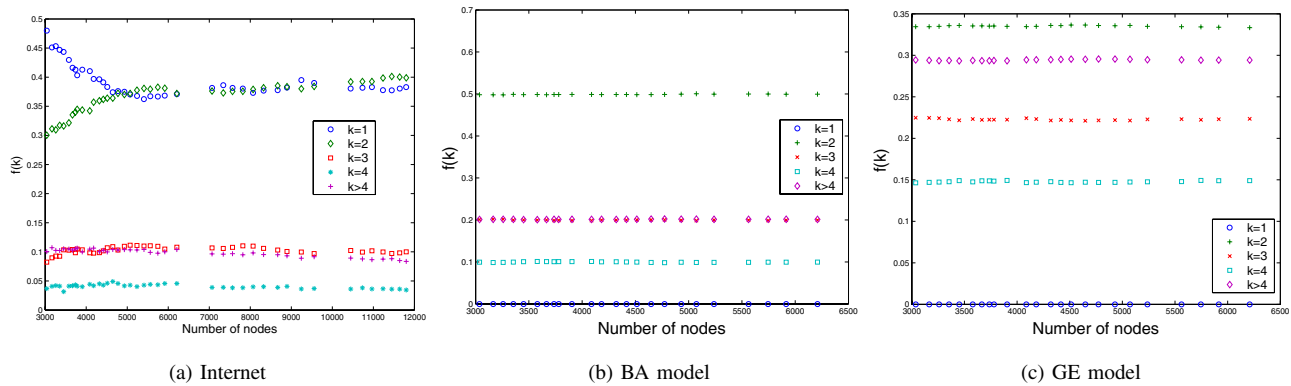 0.5
0.45
0.4
0.35
0.3
0.25
0.2
0.15
0.1
0.05
0
f(k)
3000 4000 5000 6000 7000 8000 9000 10000 11000 12000
Number of nodes
k=1
k=2
k=3
k=4
k>4
(a) Internet
0.7
0.6
0.5
0.4
0.3
0.2
0.1
0
f(k)
3000 3500 4000 4500 5000 5500 6000 6500
Number of nodes
k=1
k=2
k=3
k=4
k>4
(b) BA model
0.35
0.3
0.25
0.2
0.15
0.1
0.05
0
f(k)
3000 3500 4000 4500 5000 5500 6000 6500
Number of nodes
k=1
k=2
k=3
k=4
k>4
(c) GE model